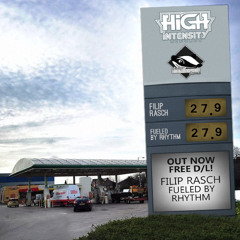 HiGH
INTENSITY
FILIP
RASCH
27.9
FUELED
BY RHYTHM
27.9
OUT NOW
FREE D/L!
FILIP RASCH
FUELED BY
RHYTHM